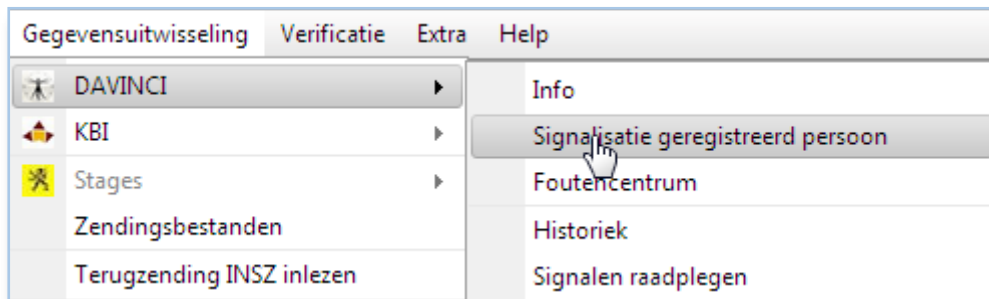 Gegevensuitwisseling Verificatie Extra Help
DAVINCI
KBI
Stages
Zendingsbestanden
Terugzending INSZ inlezen
Info
Signalisatie geregistreerd persoon
Foutencentrum
Historiek
Signalen raadplegen